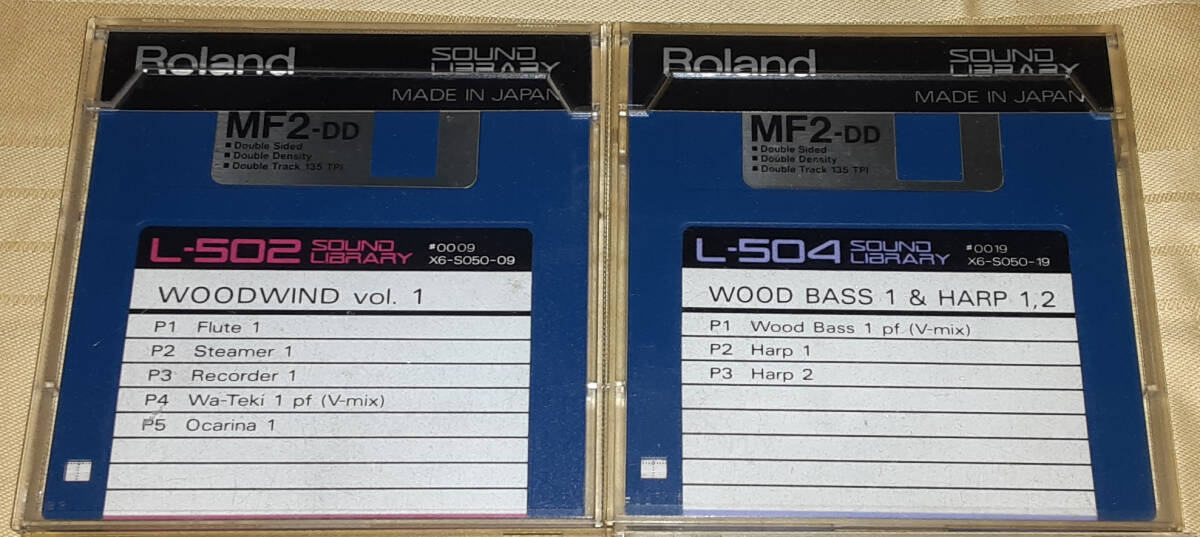 Roland
SOUND
LIBRARY
MADE IN JAPAN
MF2-DD
▪ Double Sided
▪ Double Density
▪ Double Track 135 TPI
L-502
SOUND
LIBRARY
#0009
X6-S050-09
WOODWIND vol. 1
P1 Flute 1
P2 Steamer 1
P3 Recorder 1
P4 Wa-Teki 1 pf (V-mix)
P5 Ocarina 1
Roland
SOUND
LIBRARY
MADE IN JAPAN
MF2-DD
▪ Double Sided
▪ Double Density
▪ Double Track 135 TPI
L-504
SOUND
LIBRARY
#0019
X6-S050-19
WOOD BASS 1 & HARP 1,2
P1 Wood Bass 1 pf (V-mix)
P2 Harp 1
P3 Harp 2